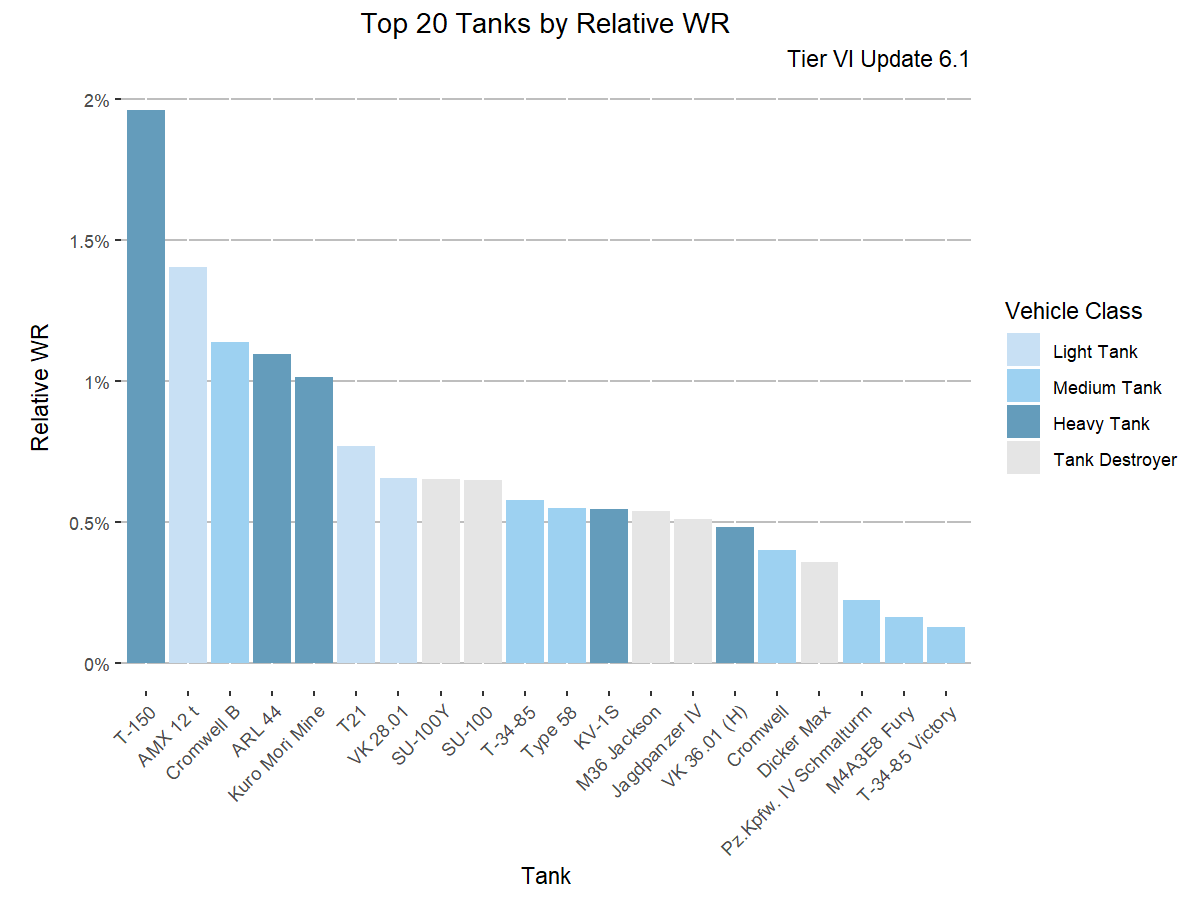 Top 20 Tanks by Relative WR
Tier VI Update 6.1
2%
1.5%
1%
0.5%
0%
Relative WR
T-150
AMX 12 t
Cromwell B
ARL 44
Kuro Mori Mine
T21
VK 28.01
SU-100Y
SU-100
T-34-85
Type 58
KV-1S
M36 Jackson
Jagdpanzer IV
VK 36.01 (H)
Cromwell
Dicker Max
Pz.Kpfw. IV Schmalturm
M4A3E8 Fury
T-34-85 Victory
Tank
Vehicle Class
Light Tank
Medium Tank
Heavy Tank
Tank Destroyer